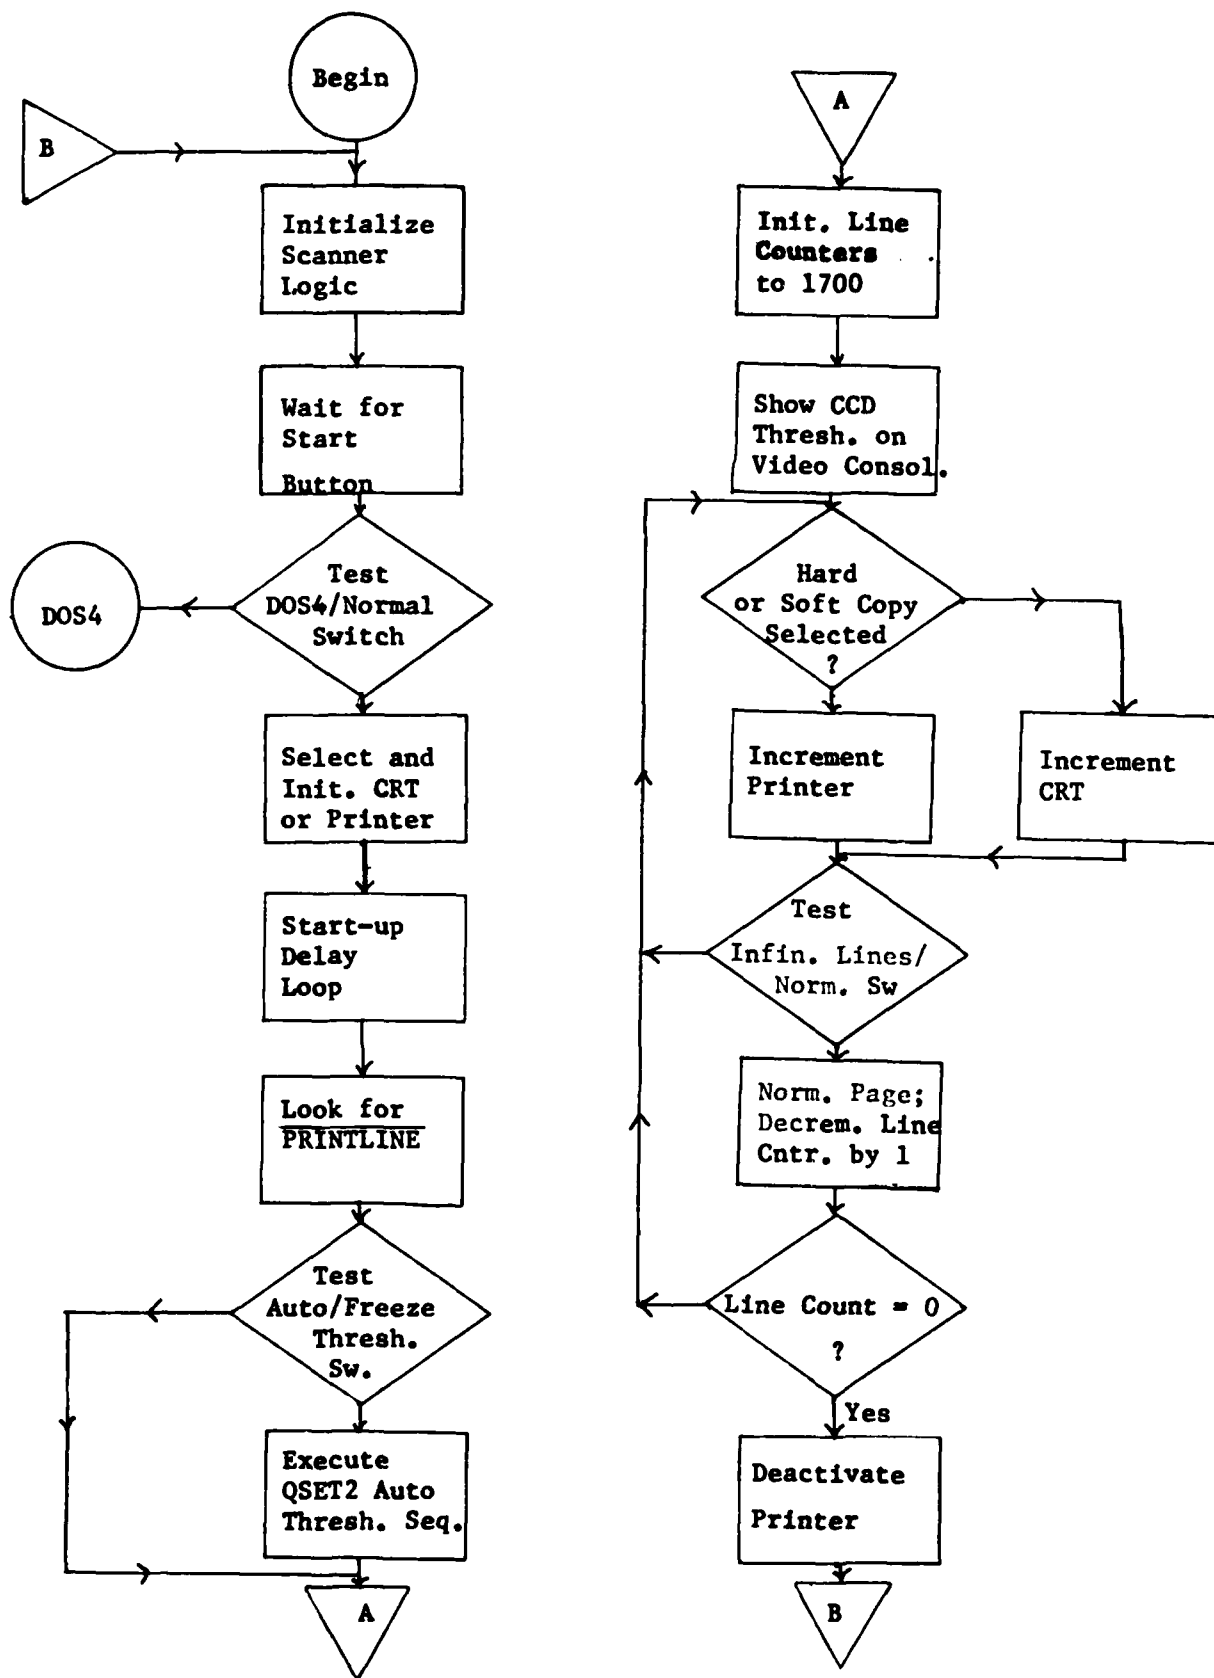 Begin
B
Initialize
Scanner
Logic
Wait for
Start
Button
Test
DOS4/Normal
Switch
DOS4
Select and
Init. CRT
or Printer
Start-up
Delay
Loop
Look for
PRINTLINE
Test
Auto/Freeze
Thresh.
Sw.
Execute
QSET2 Auto
Thresh. Seq.
A
A
Init. Line
Counters
to 1700
Show CCD
Thresh. on
Video Consol.
Hard
or Soft Copy
Selected
?
Increment
Printer
Increment
CRT
Test
Infin. Lines/
Norm. Sw
Norm. Page;
Decrem. Line
Cntr. by 1
Line Count = 0
?
Yes
Deactivate
Printer
B